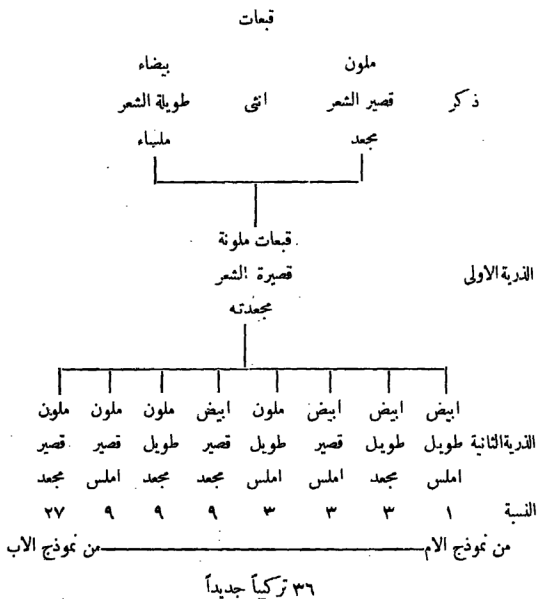 قبعات
ملون بيضاء
ذكر قصير الشعر انثى طويلة الشعر
مجعد ملساء
قبعات ملونة
الذرية الاولى قصيرة الشعر
مجعدته
ابيض ابيض ابيض ملون ابيض ملون ملون ملون
الذرية الثانية طويل طويل قصير طويل قصير طويل قصير قصير
املس مجعد املس املس مجعد مجعد املس مجعد
النسبة ١ ٣ ٣ ٣ ٩ ٩ ٩ ٢٧
من نموذج الام من نموذج الاب
٣٦ تركيباً جديداً